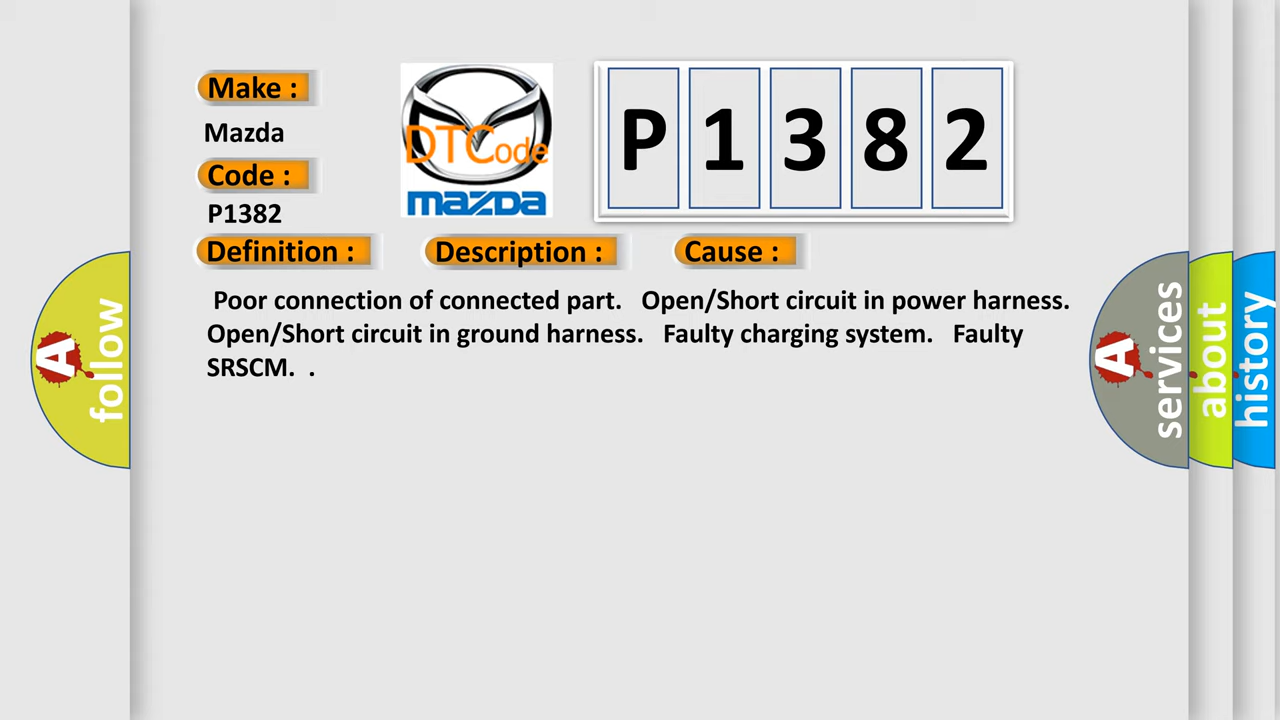 Make :
Mazda
Code :
P1382
DTCode
mazda
P 1 3 8 2
Definition :
Description :
Cause :
Poor connection of connected part. Open/Short circuit in power harness.
Open/Short circuit in ground harness. Faulty charging system. Faulty
SRSCM. .
A follow
A services
about
history